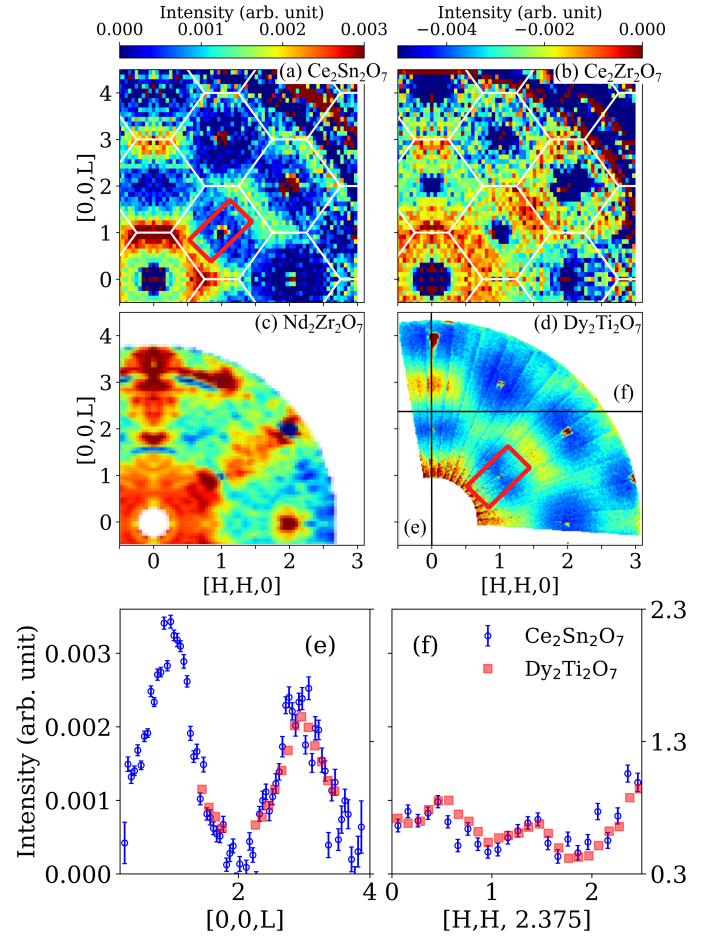 Intensity (arb. unit) Intensity (arb. unit)
0.000 0.001 0.002 0.003 −0.004 −0.002 0.000
(a) Ce₂Sn₂O₇ (b) Ce₂Zr₂O₇
4
3
2
1
0
[0,0,L]
(c) Nd₂Zr₂O₇ (d) Dy₂Ti₂O₇
4
3
2
1
0
[0,0,L]
(f)
(e)
0 1 2 3 0 1 2 3
[H,H,0] [H,H,0]
(e) (f)
Ce₂Sn₂O₇
Dy₂Ti₂O₇
0.003
0.002
0.001
0.000
Intensity (arb. unit)
2.3
1.3
0.3
2 4 0 1 2
[0,0,L] [H,H, 2.375]